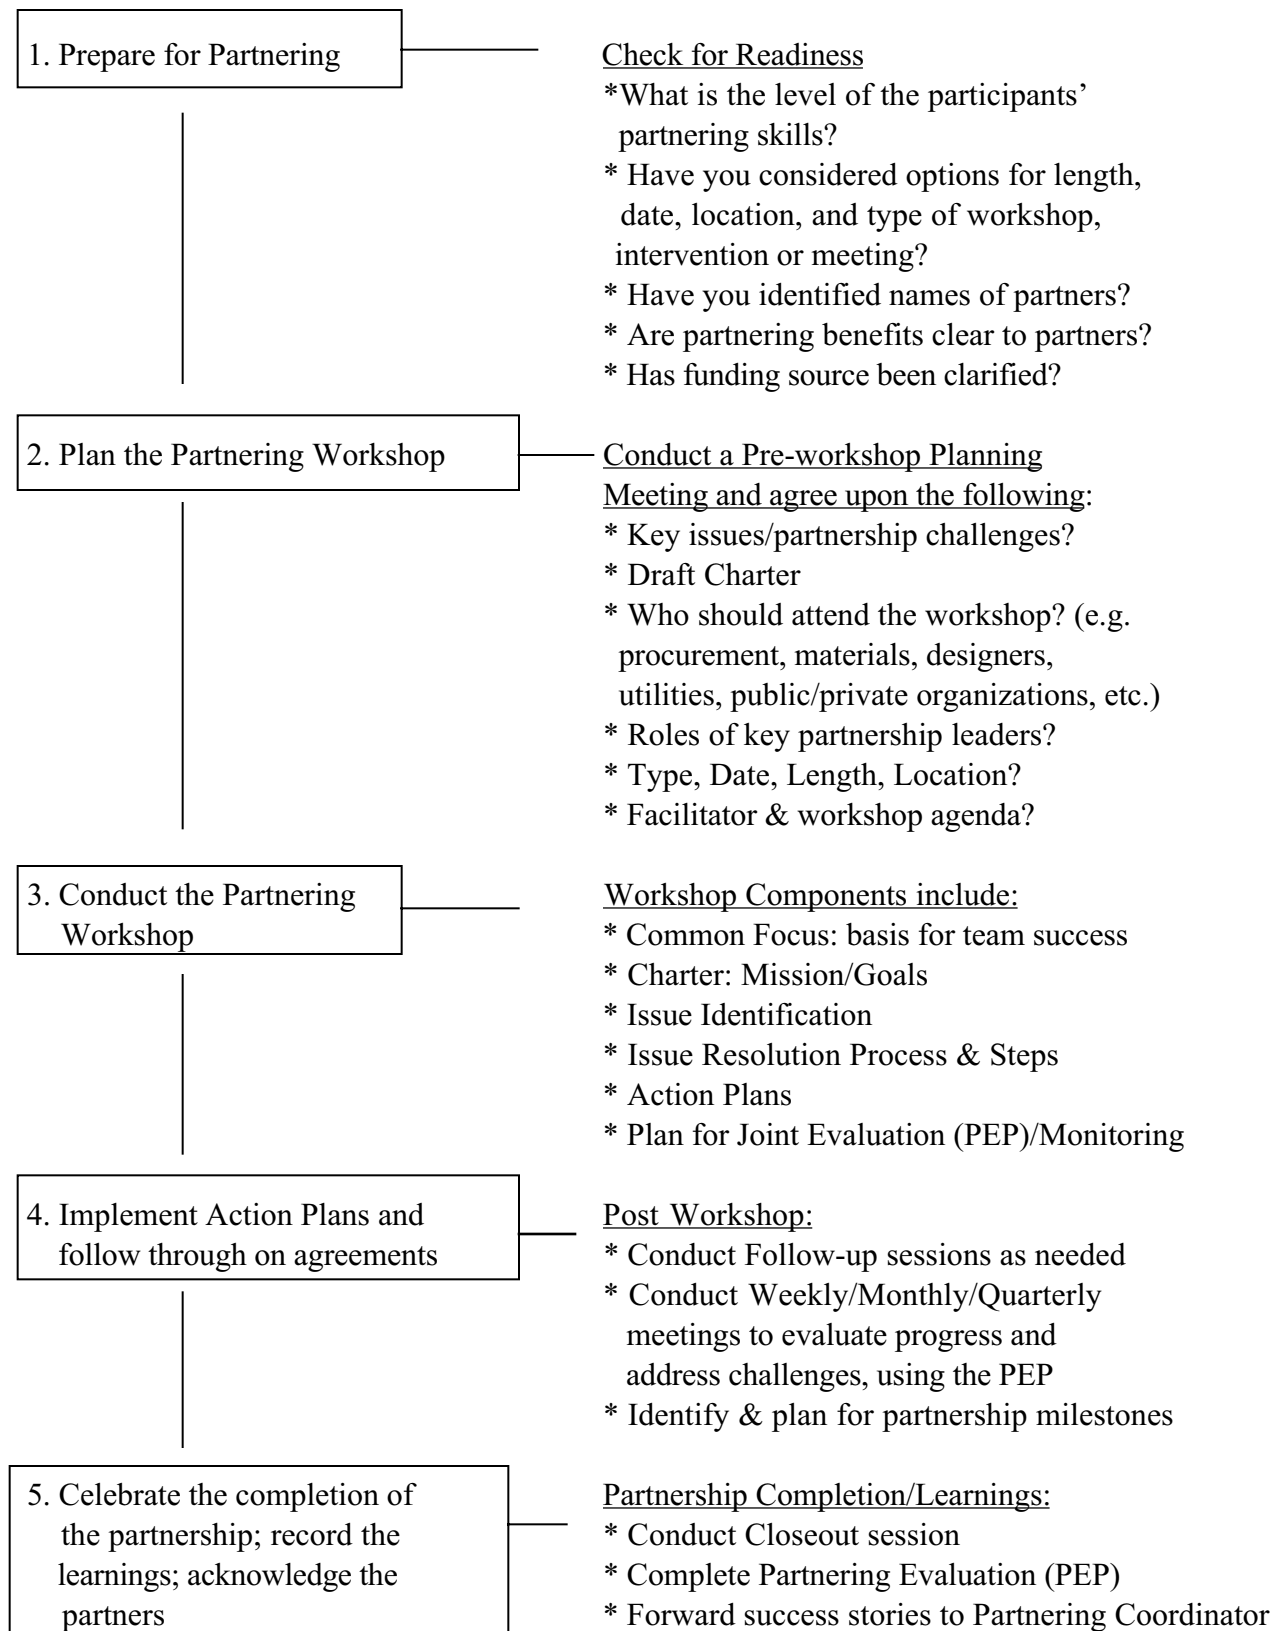 1. Prepare for Partnering
Check for Readiness
*What is the level of the participants’
partnering skills?
* Have you considered options for length,
date, location, and type of workshop,
intervention or meeting?
* Have you identified names of partners?
* Are partnering benefits clear to partners?
* Has funding source been clarified?
2. Plan the Partnering Workshop
Conduct a Pre-workshop Planning
Meeting and agree upon the following:
* Key issues/partnership challenges?
* Draft Charter
* Who should attend the workshop? (e.g.
procurement, materials, designers,
utilities, public/private organizations, etc.)
* Roles of key partnership leaders?
* Type, Date, Length, Location?
* Facilitator & workshop agenda?
3. Conduct the Partnering
Workshop
Workshop Components include:
* Common Focus: basis for team success
* Charter: Mission/Goals
* Issue Identification
* Issue Resolution Process & Steps
* Action Plans
* Plan for Joint Evaluation (PEP)/Monitoring
4. Implement Action Plans and
follow through on agreements
Post Workshop:
* Conduct Follow-up sessions as needed
* Conduct Weekly/Monthly/Quarterly
meetings to evaluate progress and
address challenges, using the PEP
* Identify & plan for partnership milestones
5. Celebrate the completion of
the partnership; record the
learnings; acknowledge the
partners
Partnership Completion/Learnings:
* Conduct Closeout session
* Complete Partnering Evaluation (PEP)
* Forward success stories to Partnering Coordinator